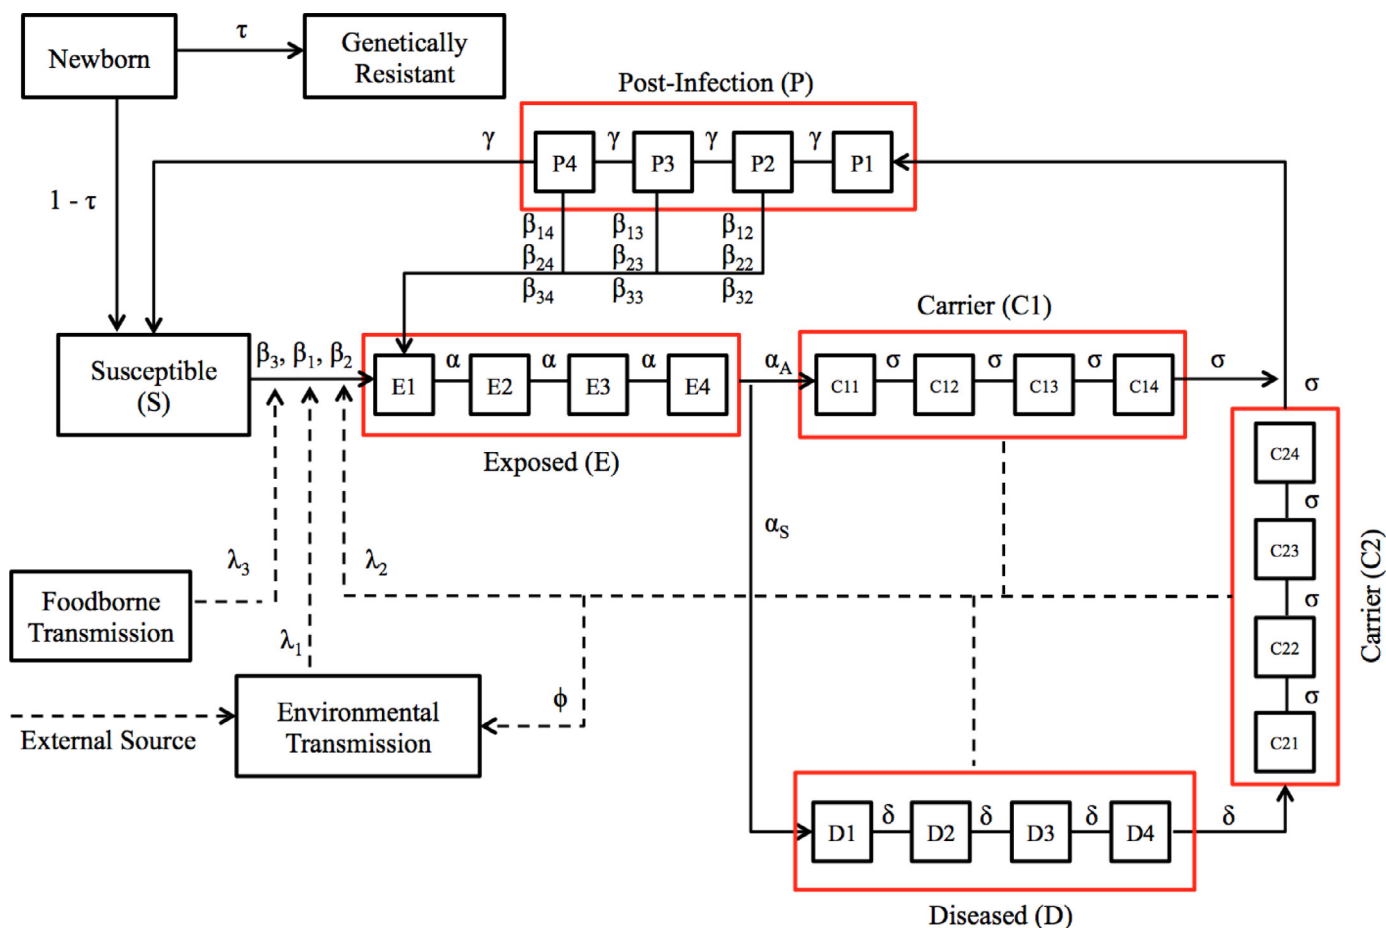 Newborn
τ
Genetically
Resistant
Post-Infection (P)
γ
P4
γ
P3
γ
P2
γ
P1
1 - τ
β14
β13
β12
β24
β23
β22
β34
β33
β32
Susceptible
(S)
β3, β1, β2
E1
α
E2
α
E3
α
E4
Exposed (E)
αA
αS
Carrier (C1)
C11
σ
C12
σ
C13
σ
C14
σ
σ
C24
σ
C23
σ
C22
σ
C21
Carrier (C2)
λ3
λ2
λ1
Foodborne
Transmission
External Source
Environmental
Transmission
ϕ
D1
δ
D2
δ
D3
δ
D4
δ
Diseased (D)